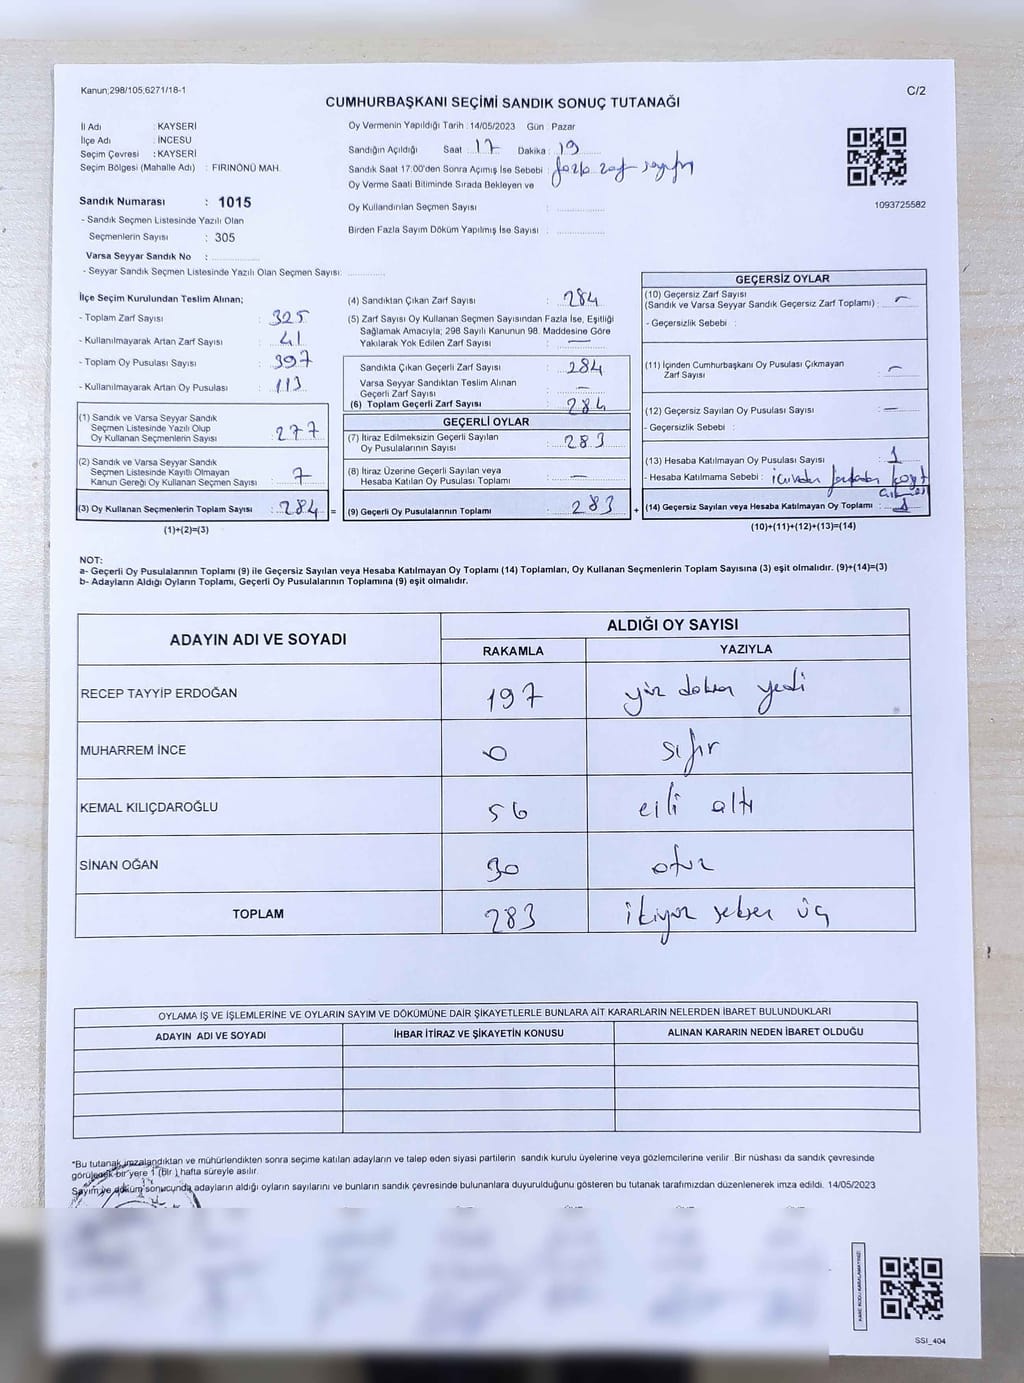 Kanun;298/105,6271/18-1
C/2
CUMHURBAŞKANI SEÇİMİ SANDIK SONUÇ TUTANAĞI
İl Adı : KAYSERİ
İlçe Adı : İNCESU
Seçim Çevresi : KAYSERİ
Seçim Bölgesi (Mahalle Adı) : FIRINÖNÜ MAH.
Sandık Numarası : 1015
- Sandık Seçmen Listesinde Yazılı Olan
Seçmenlerin Sayısı : 305
Varsa Seyyar Sandık No :
- Seyyar Sandık Seçmen Listesinde Yazılı Olan Seçmen Sayısı:
Oy Vermenin Yapıldığı Tarih : 14/05/2023 Gün : Pazar
Sandığın Açıldığı Saat : 17 Dakika : 19
Sandık Saat 17.00'den Sonra Açımış İse Sebebi : fazla zarf sayımı
Oy Verme Saati Bitiminde Sırada Bekleyen ve
Oy Kullandırılan Seçmen Sayısı :
Birden Fazla Sayım Döküm Yapılmış İse Sayısı :
1093725582
İlçe Seçim Kurulundan Teslim Alınan;
- Toplam Zarf Sayısı : 325
- Kullanılmayarak Artan Zarf Sayısı : 41
- Toplam Oy Pusulası Sayısı : 397
- Kullanılmayarak Artan Oy Pusulası : 113
(1) Sandık ve Varsa Seyyar Sandık
Seçmen Listesinde Yazılı Olup
Oy Kullanan Seçmenlerin Sayısı : 277
(2) Sandık ve Varsa Seyyar Sandık
Seçmen Listesinde Kayıtlı Olmayan
Kanun Gereği Oy Kullanan Seçmen Sayısı : 7
(3) Oy Kullanan Seçmenlerin Toplam Sayısı : 284 =
(1)+(2)=(3)
(4) Sandıktan Çıkan Zarf Sayısı : 284
(5) Zarf Sayısı Oy Kullanan Seçmen Sayısından Fazla İse, Eşitliği
Sağlamak Amacıyla; 298 Sayılı Kanunun 98. Maddesine Göre
Yakılarak Yok Edilen Zarf Sayısı : —
Sandıkta Çıkan Geçerli Zarf Sayısı : 284
Varsa Seyyar Sandıktan Teslim Alınan
Geçerli Zarf Sayısı : —
(6) Toplam Geçerli Zarf Sayısı : 284
GEÇERLİ OYLAR
(7) İtiraz Edilmeksizin Geçerli Sayılan
Oy Pusulalarının Sayısı : 283
(8) İtiraz Üzerine Geçerli Sayılan veya
Hesaba Katılan Oy Pusulası Toplamı : —
(9) Geçerli Oy Pusulalarının Toplamı : 283 +
GEÇERSİZ OYLAR
(10) Geçersiz Zarf Sayısı
(Sandık ve Varsa Seyyar Sandık Geçersiz Zarf Toplamı) : —
- Geçersizlik Sebebi :
(11) İçinden Cumhurbaşkanı Oy Pusulası Çıkmayan
Zarf Sayısı : —
(12) Geçersiz Sayılan Oy Pusulası Sayısı : —
- Geçersizlik Sebebi :
(13) Hesaba Katılmayan Oy Pusulası Sayısı : 1
- Hesaba Katılmama Sebebi :
(14) Geçersiz Sayılan veya Hesaba Katılmayan Oy Toplamı : 1
(10)+(11)+(12)+(13)=(14)
NOT:
a- Geçerli Oy Pusulalarının Toplamı (9) ile Geçersiz Sayılan veya Hesaba Katılmayan Oy Toplamı (14) Toplamları, Oy Kullanan Seçmenlerin Toplam Sayısına (3) eşit olmalıdır. (9)+(14)=(3)
b- Adayların Aldığı Oyların Toplamı, Geçerli Oy Pusulalarının Toplamına (9) eşit olmalıdır.
ADAYIN ADI VE SOYADI
ALDIĞI OY SAYISI
RAKAMLA YAZIYLA
RECEP TAYYİP ERDOĞAN 197 yüz doksan yedi
MUHARREM İNCE 0 sıfır
KEMAL KILIÇDAROĞLU 56 elli altı
SİNAN OĞAN 30 otuz
TOPLAM 283 ikiyüz seksen üç
OYLAMA İŞ VE İŞLEMLERİNE VE OYLARIN SAYIM VE DÖKÜMÜNE DAİR ŞİKAYETLERLE BUNLARA AİT KARARLARIN NELERDEN İBARET BULUNDUKLARI
ADAYIN ADI VE SOYADI İHBAR İTİRAZ VE ŞİKAYETİN KONUSU ALINAN KARARIN NEDEN İBARET OLDUĞU
*Bu tutanak imzalandıktan ve mühürlendikten sonra seçime katılan adayların ve talep eden siyasi partilerin sandık kurulu üyelerine veya gözlemcilerine verilir .Bir nüshası da sandık çevresinde
görülecek bir yere 1 (bir ) hafta süreyle asılır.
Sayım ve döküm sonucunda adayların aldığı oyların sayılarını ve bunların sandık çevresinde bulunanlara duyurulduğunu gösteren bu tutanak tarafımızdan düzenlenerek imza edildi. 14/05/2023
KARE KODU KARALAMAYINIZ!
SSI_404